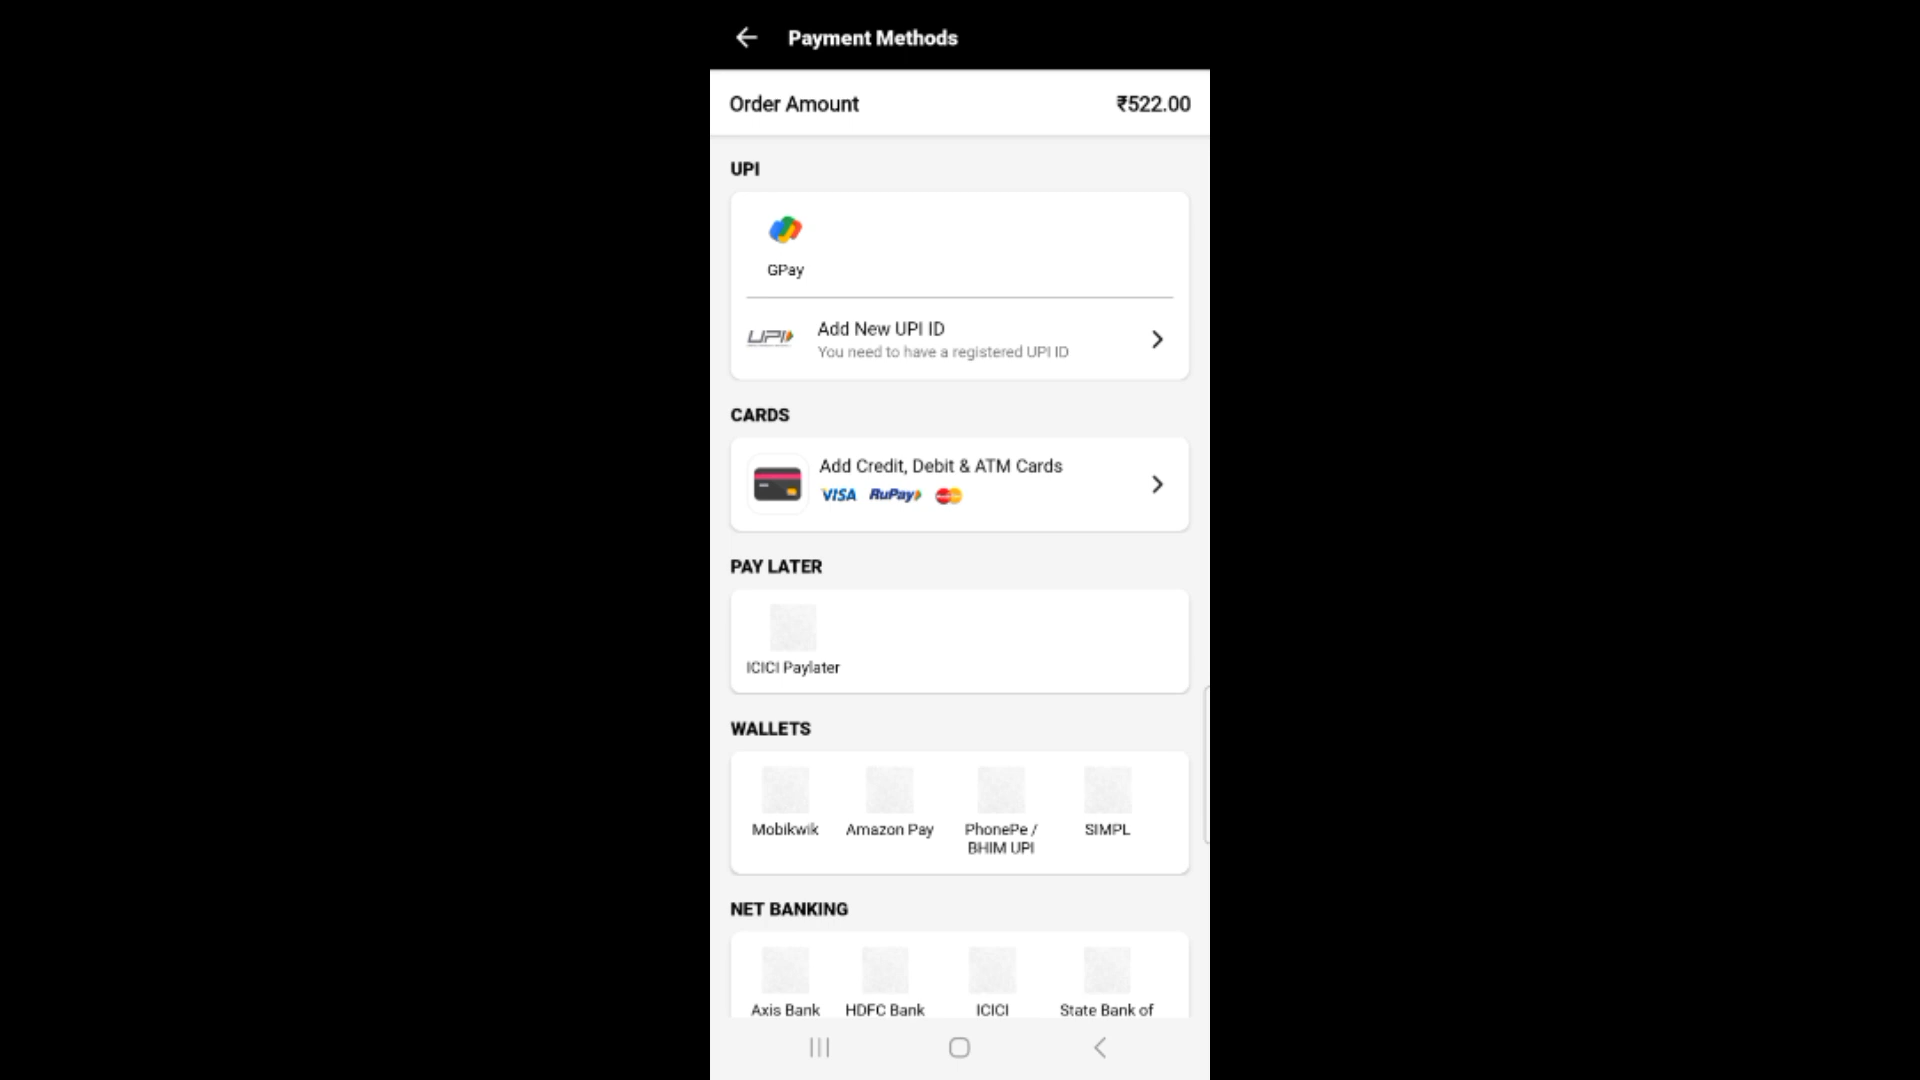 Payment Methods
Order Amount ₹522.00
UPI
GPay
UPI Add New UPI ID
You need to have a registered UPI ID
CARDS
Add Credit, Debit & ATM Cards
VISA RuPay
PAY LATER
ICICI Paylater
WALLETS
Mobikwik Amazon Pay PhonePe / SIMPL
BHIM UPI
NET BANKING
Axis Bank HDFC Bank ICICI State Bank of